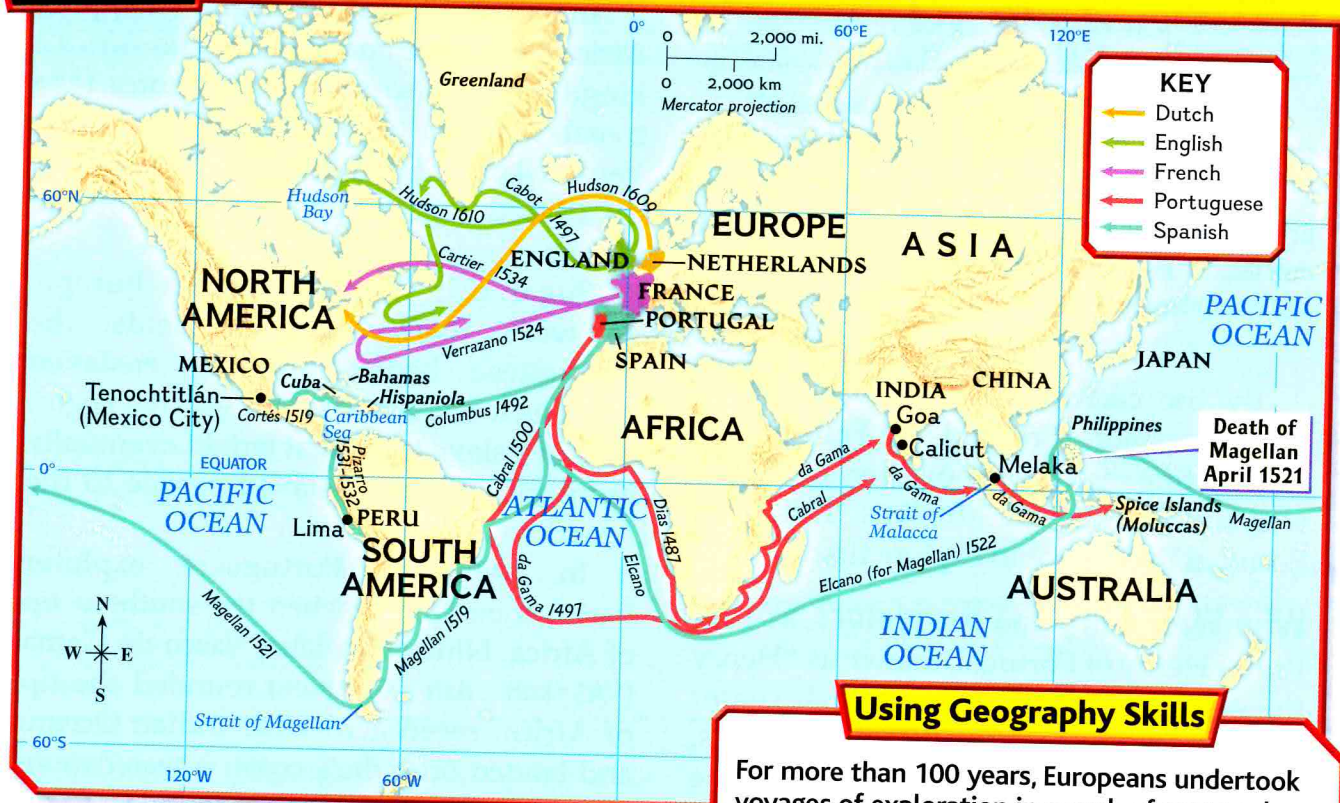 0°
60°E
120°E
0 2,000 mi.
0 2,000 km
Mercator projection
KEY
Dutch
English
French
Portuguese
Spanish
Greenland
60°N
Hudson
Bay
Hudson 1610
Cabot
1497
Hudson 1609
EUROPE
ASIA
ENGLAND
NETHERLANDS
Cartier 1534
NORTH
AMERICA
FRANCE
PORTUGAL
SPAIN
Verrazano 1524
PACIFIC
OCEAN
JAPAN
MEXICO
Tenochtitlán
(Mexico City)
Cuba
Bahamas
Hispaniola
Cortés 1519
Caribbean
Sea
Columbus 1492
AFRICA
INDIA
Goa
Calicut
CHINA
Philippines
Death of
Magellan
April 1521
Melaka
0°
EQUATOR
Pizarro
1531-1532
Cabral 1500
PACIFIC
OCEAN
ATLANTIC
OCEAN
da Gama
Cabral
da Gama
da Gama
Strait of
Malacca
Spice Islands
(Moluccas)
Magellan
Lima
PERU
SOUTH
AMERICA
Dias 1487
Elcano
da Gama 1497
Elcano (for Magellan) 1522
AUSTRALIA
INDIAN
OCEAN
Magellan 1521
Magellan 1519
Strait of Magellan
N
W E
S
60°S
120°W
60°W
Using Geography Skills
For more than 100 years, Europeans undertook
voyages of exploration in search of